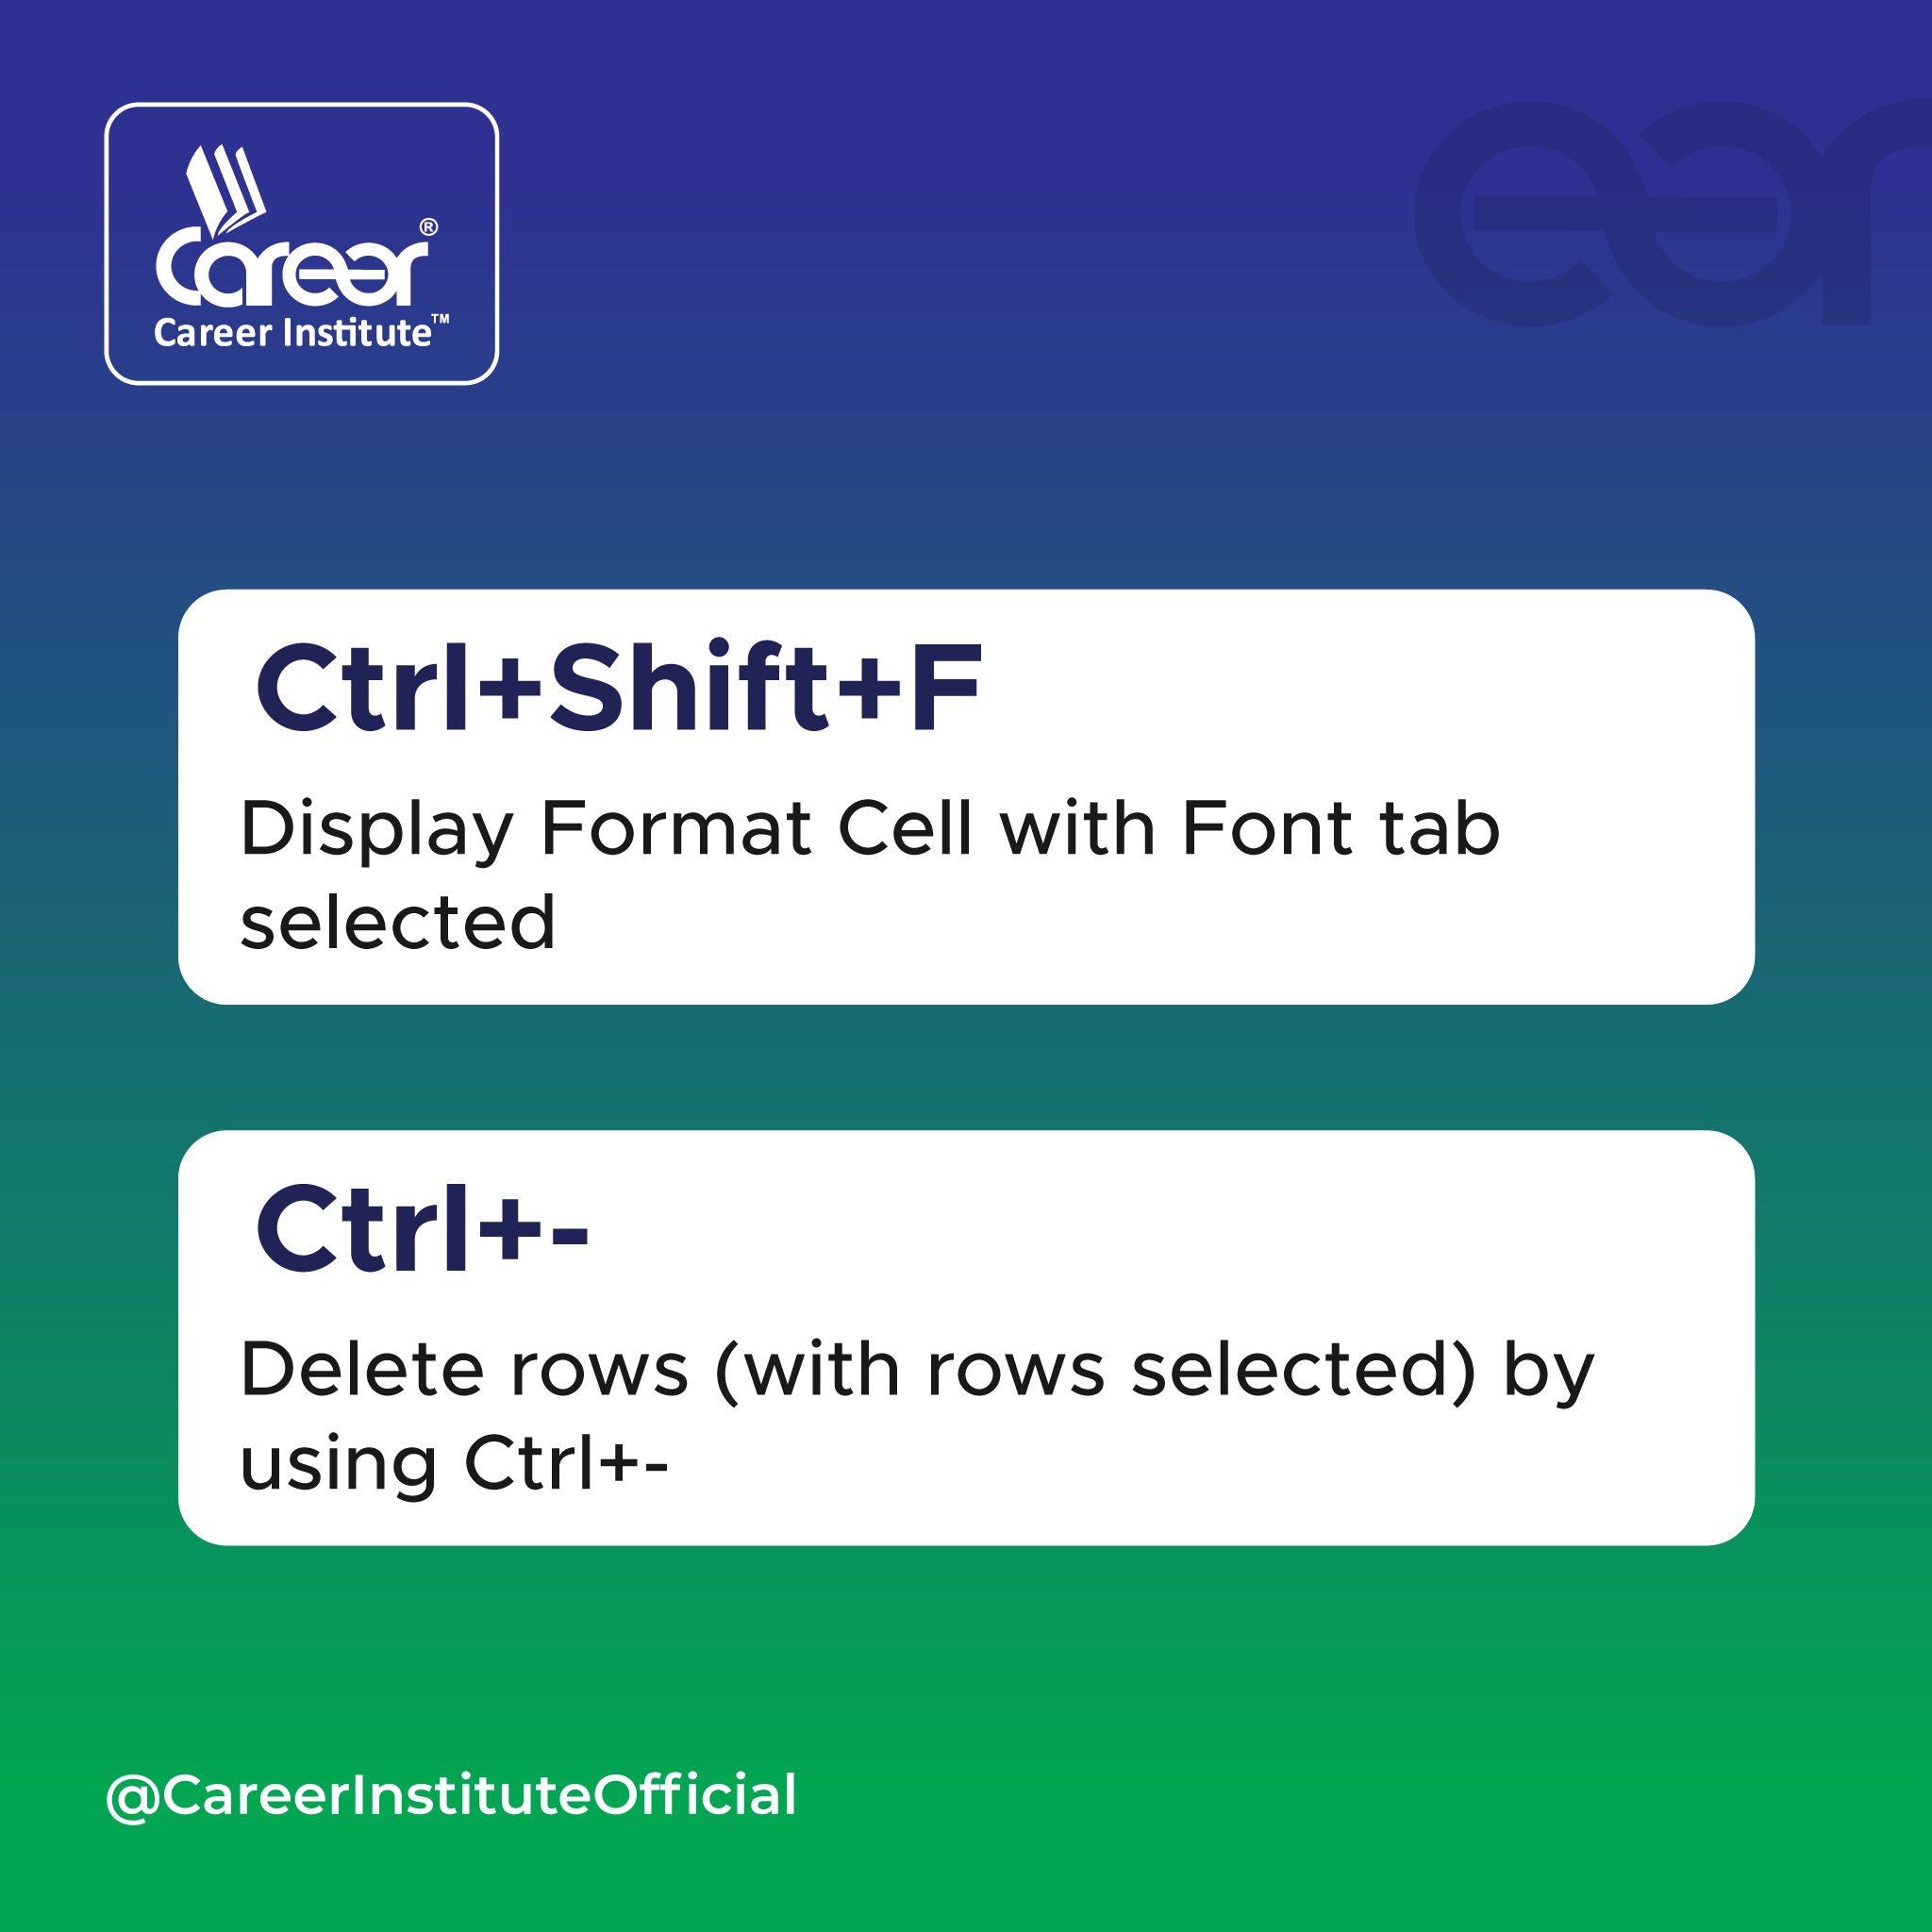 career®
Career Institute™
ear
Ctrl+Shift+F
Display Format Cell with Font tab
selected
Ctrl+-
Delete rows (with rows selected) by
using Ctrl+-
@CareerInstituteOfficial